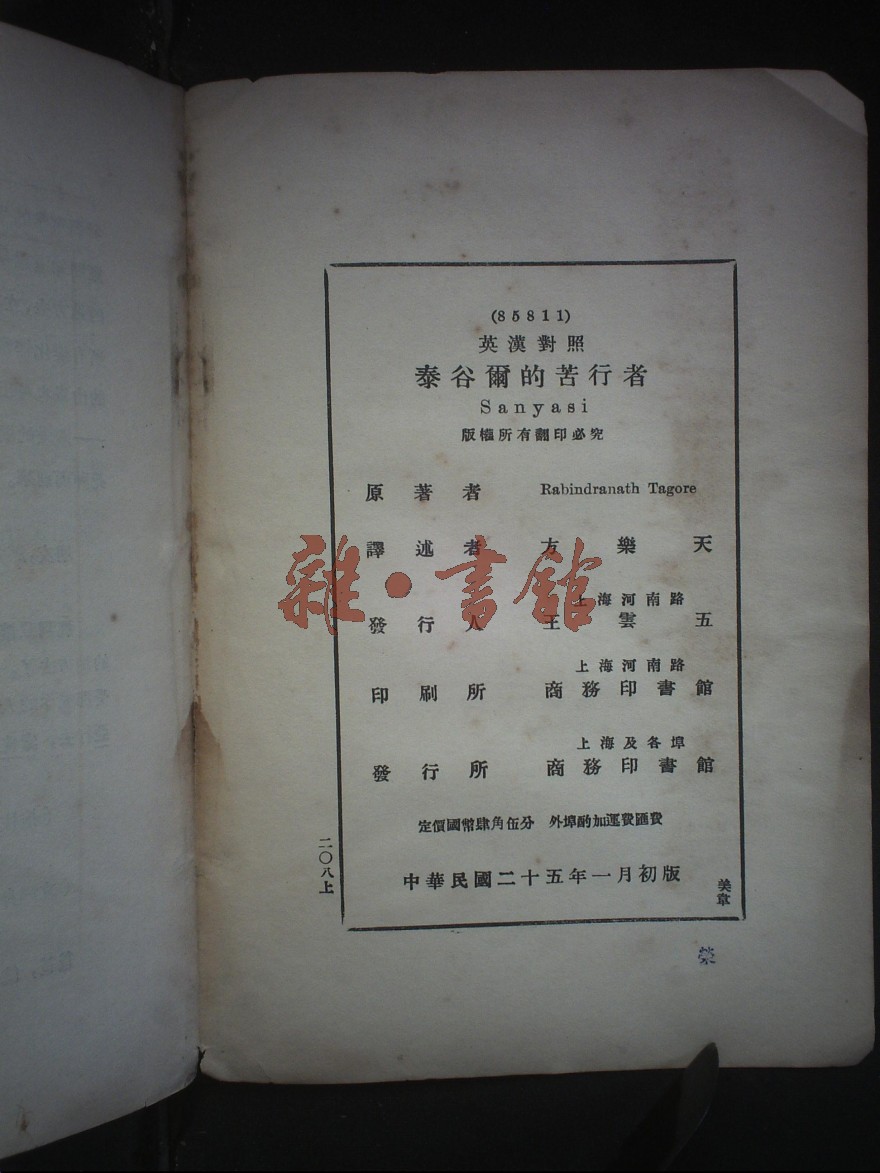 (85811)
英漢對照
泰谷爾的苦行者
Sanyasi
版權所有翻印必究
原著者 Rabindranath Tagore
譯述者 方樂天
上海河南路
發行人 王雲五
上海河南路
印刷所 商務印書館
上海及各埠
發行所 商務印書館
定價國幣肆角伍分 外埠酌加運費匯費
中華民國二十五年一月初版
二〇八上
美章
榮
雜·書館